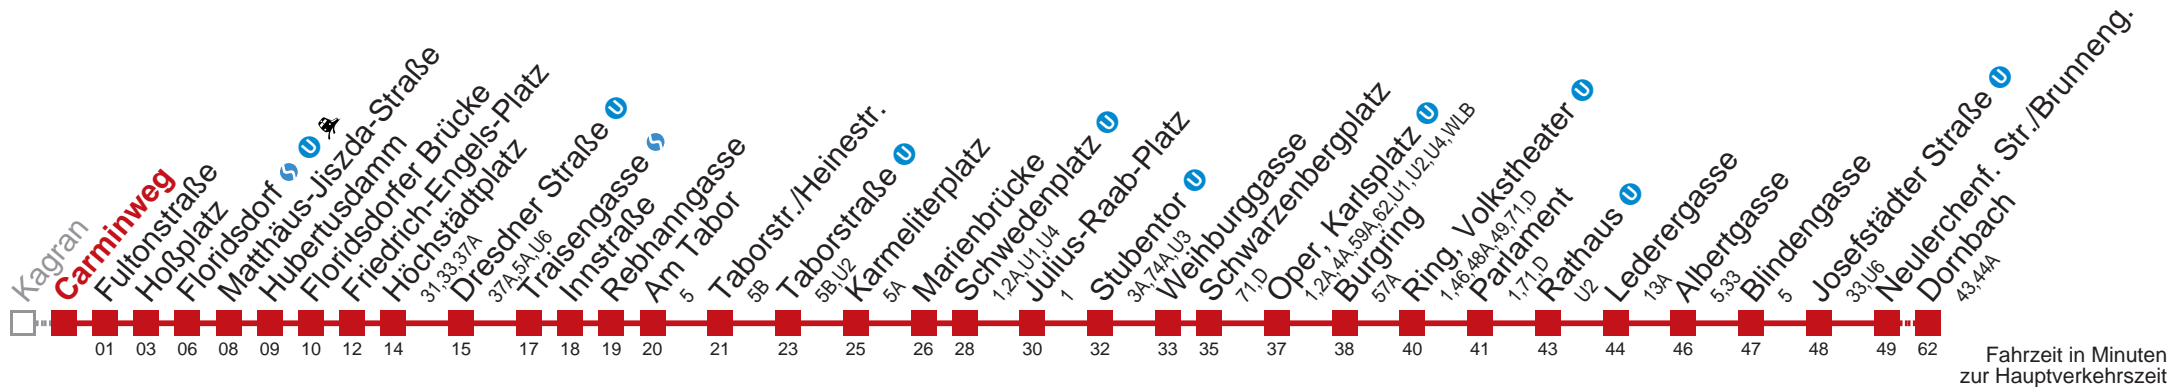 Kagran
Carminweg
Fultonstraße
Hoßplatz
Floridsdorf U
Matthäus-Jiszda-Straße
Hubertusdamm
Floridsdorfer Brücke
Friedrich-Engels-Platz
Höchstädtplatz
31,33,37A
Dresdner Straße U
37A,5A,U6
Traisengasse
Innstraße
Rebhanngasse
Am Tabor
5
Taborstr./Heinestr.
5B
Taborstraße U
5B,U2
Karmeliterplatz
5A
Marienbrücke
Schwedenplatz U
1,2A,U1,U4
Julius-Raab-Platz
1
Stubentor U
3A,74A,U3
Weihburggasse
Schwarzenbergplatz
71,D
Oper, Karlsplatz U
1,2A,4A,59A,62,U1,U2,U4,WLB
Burgring
57A
Ring, Volkstheater U
1,46,48A,49,71,D
Parlament
1,71,D
Rathaus U
U2
Lederergasse
13A
Albertgasse
5,33
Blindengasse
5
Josefstädter Straße U
33,U6
Neulerchenf. Str./Brunneng.
Dornbach
43,44A
01 03 06 08 09 10 12 14 15 17 18 19 20 21 23 25 26 28 30 32 33 35 37 38 40 41 43 44 46 47 48 49 62
Fahrzeit in Minuten
zur Hauptverkehrszeit